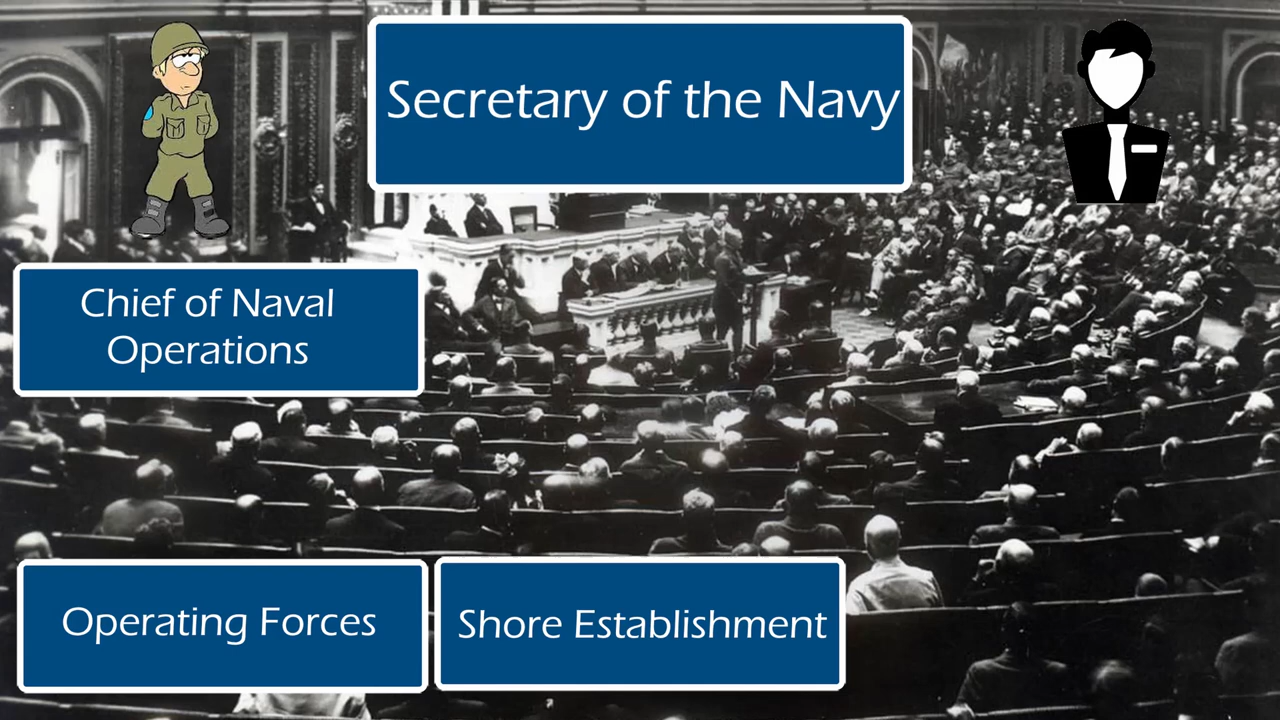 Secretary of the Navy
Chief of Naval
Operations
Operating Forces
Shore Establishment